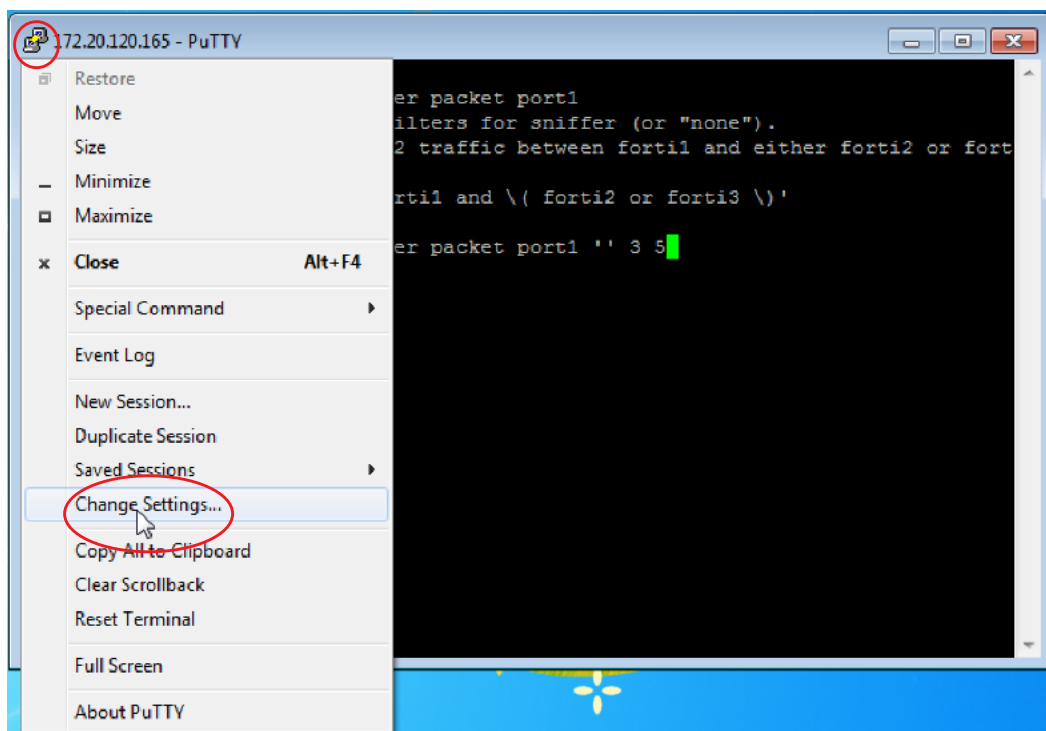 172.20.120.165 - PuTTY
Restore
Move
Size
Minimize
Maximize
Close Alt+F4
Special Command
Event Log
New Session...
Duplicate Session
Saved Sessions
Change Settings...
Copy All to Clipboard
Clear Scrollback
Reset Terminal
Full Screen
About PuTTY
er packet port1
ilters for sniffer (or "none").
2 traffic between forti1 and either forti2 or fort
rti1 and \( forti2 or forti3 \)'
er packet port1 '' 3 5